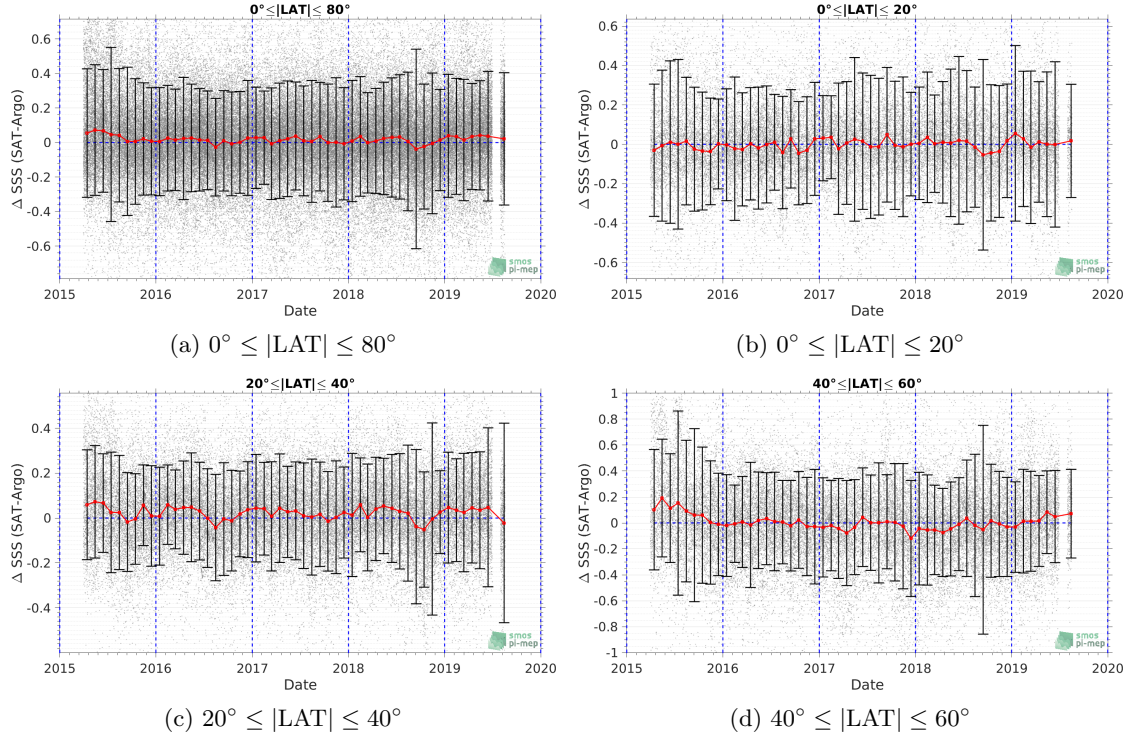 0°≤|LAT|≤ 80°
Δ SSS (SAT-Argo)
0.6
0.4
0.2
0
-0.2
-0.4
-0.6
2015 2016 2017 2018 2019 2020
Date
smos
pi-mep
(a) 0° ≤ |LAT| ≤ 80°
0°≤|LAT|≤ 20°
Δ SSS (SAT-Argo)
0.6
0.4
0.2
0
-0.2
-0.4
-0.6
2015 2016 2017 2018 2019 2020
Date
smos
pi-mep
(b) 0° ≤ |LAT| ≤ 20°
20°≤|LAT|≤ 40°
Δ SSS (SAT-Argo)
0.4
0.2
0
-0.2
-0.4
2015 2016 2017 2018 2019 2020
Date
smos
pi-mep
(c) 20° ≤ |LAT| ≤ 40°
40°≤|LAT|≤ 60°
Δ SSS (SAT-Argo)
1
0.8
0.6
0.4
0.2
0
-0.2
-0.4
-0.6
-0.8
-1
2015 2016 2017 2018 2019 2020
Date
smos
pi-mep
(d) 40° ≤ |LAT| ≤ 60°